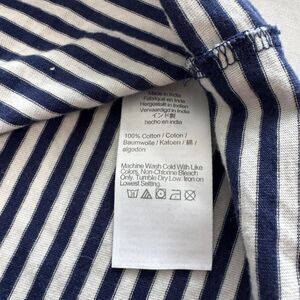 Made in India
Fabriqué en Inde
Hergestellt in Indien
Vervaardigd in India
インド製
hecho en india
100% Cotton / Coton /
Baumwolle / Katoen / 綿 /
algodón
Machine Wash Cold With Like
Colors. Non-Chlorine Bleach
Only. Tumble Dry Low. Iron on
Lowest Setting.